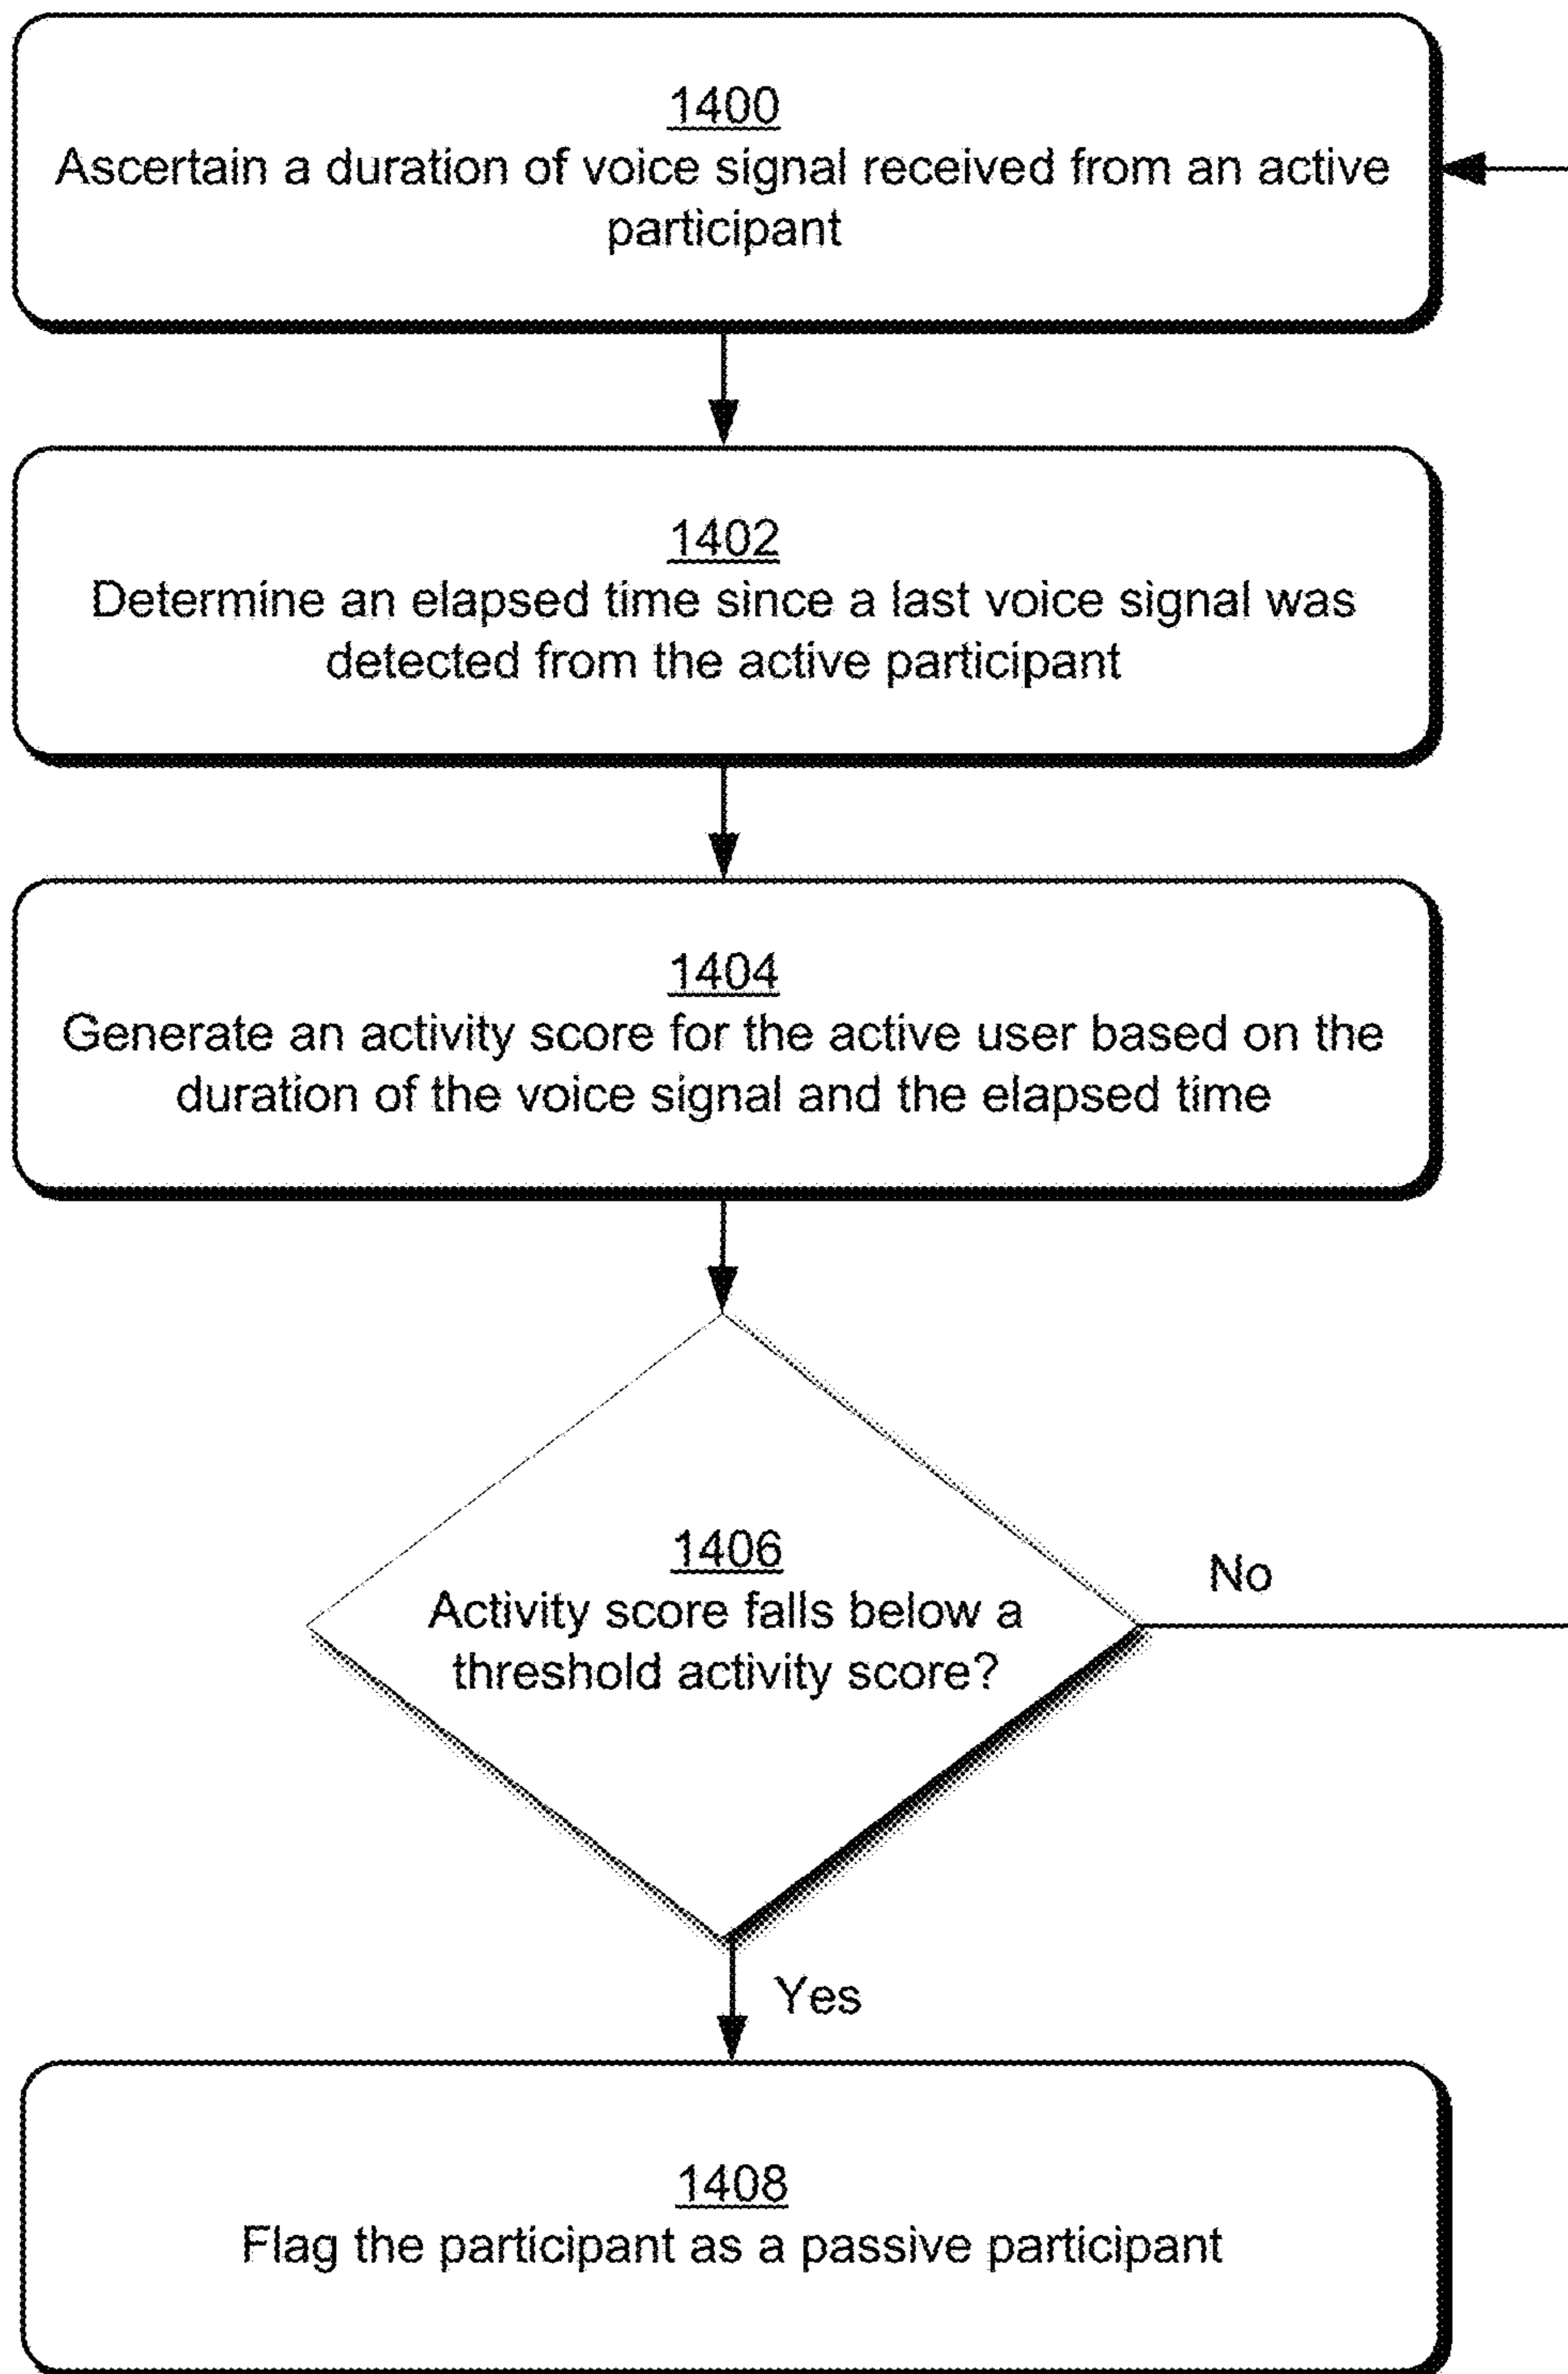 1400
Ascertain a duration of voice signal received from an active
participant
1402
Determine an elapsed time since a last voice signal was
detected from the active participant
1404
Generate an activity score for the active user based on the
duration of the voice signal and the elapsed time
1406
Activity score falls below a
threshold activity score?
No
Yes
1408
Flag the participant as a passive participant